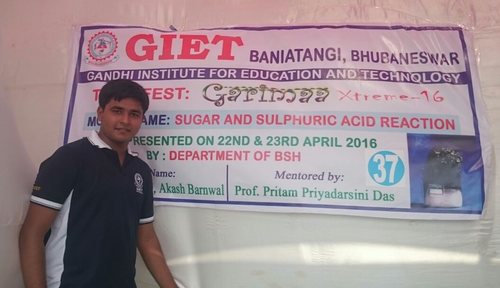 GIET BANIATANGI, BHUBANESWAR
GANDHI INSTITUTE FOR EDUCATION AND TECHNOLOGY
FEST: Garimaa Xtreme-16
NAME: SUGAR AND SULPHURIC ACID REACTION
PRESENTED ON 22ND & 23RD APRIL 2016
BY : DEPARTMENT OF BSH
Name: Mentored by:
, Akash Barnwal Prof. Pritam Priyadarsini Das
37